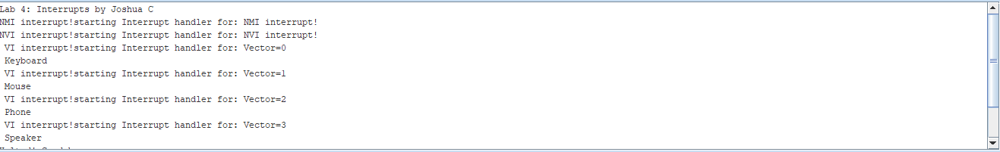 Lab 4: Interrupts by Joshua C
NMI interrupt!starting Interrupt handler for: NMI interrupt!
NVI interrupt!starting Interrupt handler for: NVI interrupt!
VI interrupt!starting Interrupt handler for: Vector=0
Keyboard
VI interrupt!starting Interrupt handler for: Vector=1
Mouse
VI interrupt!starting Interrupt handler for: Vector=2
Phone
VI interrupt!starting Interrupt handler for: Vector=3
Speaker